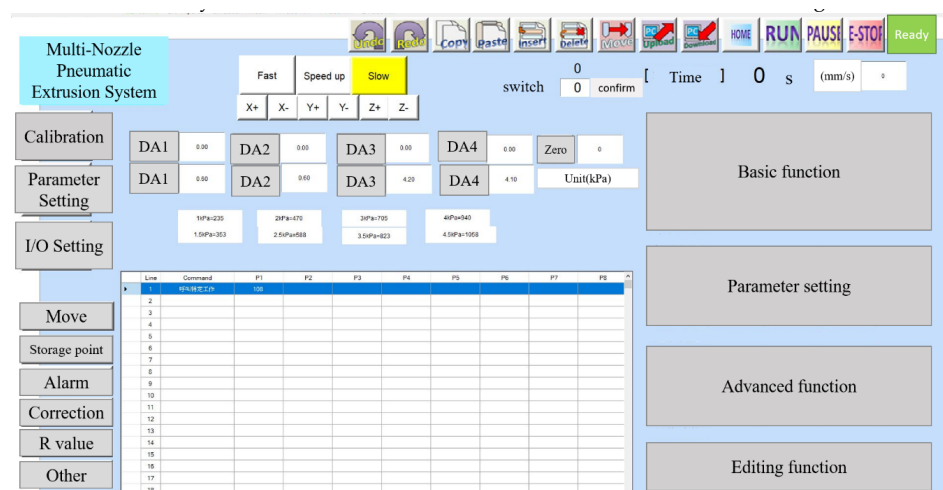 Undo Redo Copy Paste Insert Delete Move Upload Download HOME RUN PAUSE E-STOP Ready
Multi-Nozzle
Pneumatic
Extrusion System
Fast Speed up Slow
X+ X- Y+ Y- Z+ Z-
0
switch 0 confirm
[ Time ] 0 s (mm/s) 0
Calibration
Parameter
Setting
I/O Setting
DA1 0.00 DA2 0.00 DA3 0.00 DA4 0.00 Zero 0
DA1 0.60 DA2 0.60 DA3 4.20 DA4 4.10 Unit(kPa)
1kPa=235 2kPa=470 3kPa=705 4kPa=940
1.5kPa=353 2.5kPa=588 3.5kPa=823 4.5kPa=1058
Line Command P1 P2 P3 P4 P5 P6 P7 P8
1 呼叫特定工作 100
2
3
4
5
6
7
8
9
10
11
12
13
14
15
16
17
Move
Storage point
Alarm
Correction
R value
Other
Basic function
Parameter setting
Advanced function
Editing function